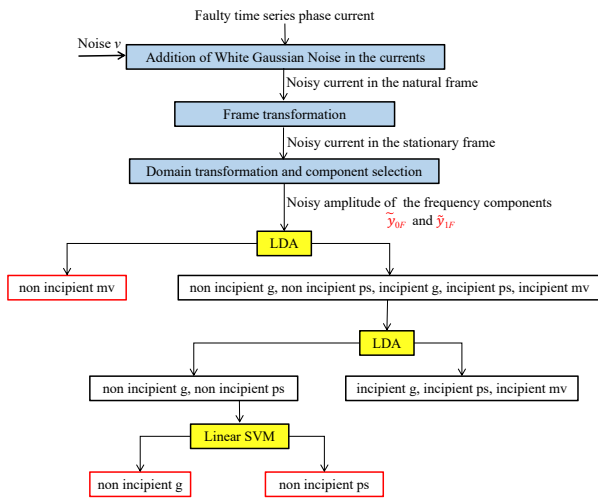 Faulty time series phase current
Noise v
Addition of White Gaussian Noise in the currents
Noisy current in the natural frame
Frame transformation
Noisy current in the stationary frame
Domain transformation and component selection
Noisy amplitude of the frequency components
ỹ₀F and ỹ₁F
LDA
non incipient mv
non incipient g, non incipient ps, incipient g, incipient ps, incipient mv
LDA
non incipient g, non incipient ps
incipient g, incipient ps, incipient mv
Linear SVM
non incipient g
non incipient ps